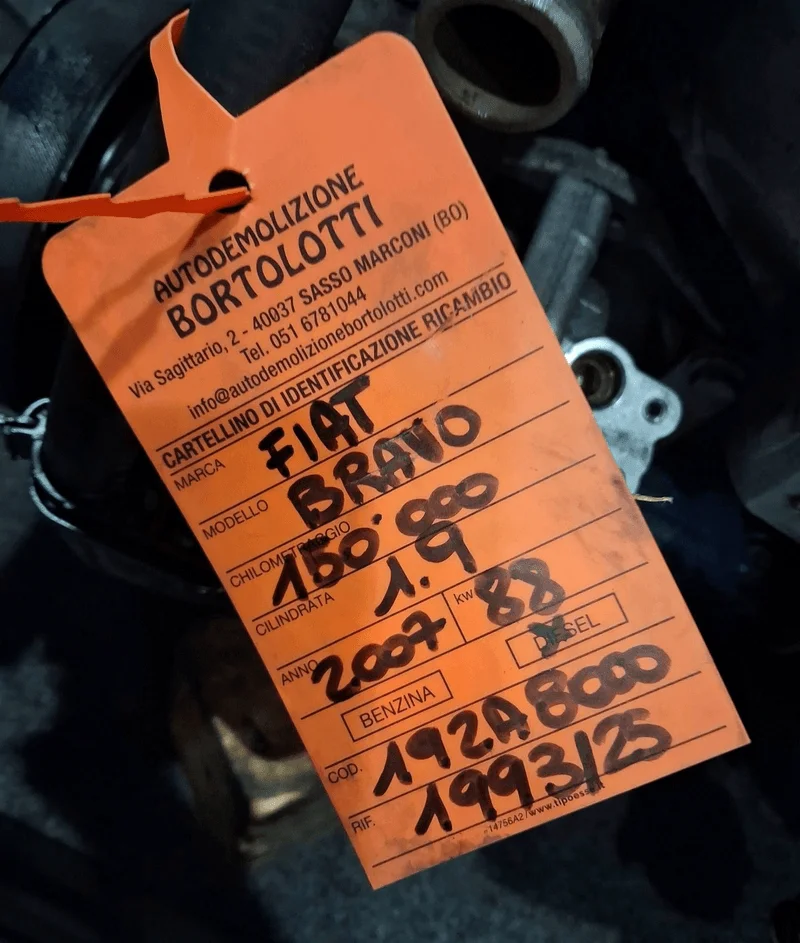 AUTODEMOLIZIONE
BORTOLOTTI
Via Sagittario, 2 - 40037 SASSO MARCONI (BO)
Tel. 051 6781044
info@autodemolizionebortolotti.com
CARTELLINO DI IDENTIFICAZIONE RICAMBIO
MARCA FIAT
MODELLO BRAVO
CHILOMETRAGGIO 150'000
CILINDRATA 1.9
ANNO 2007 kw 88
BENZINA DIESEL
COD. 192A8000
RIF. 1993/25
14756A2/www.tipoesse.it